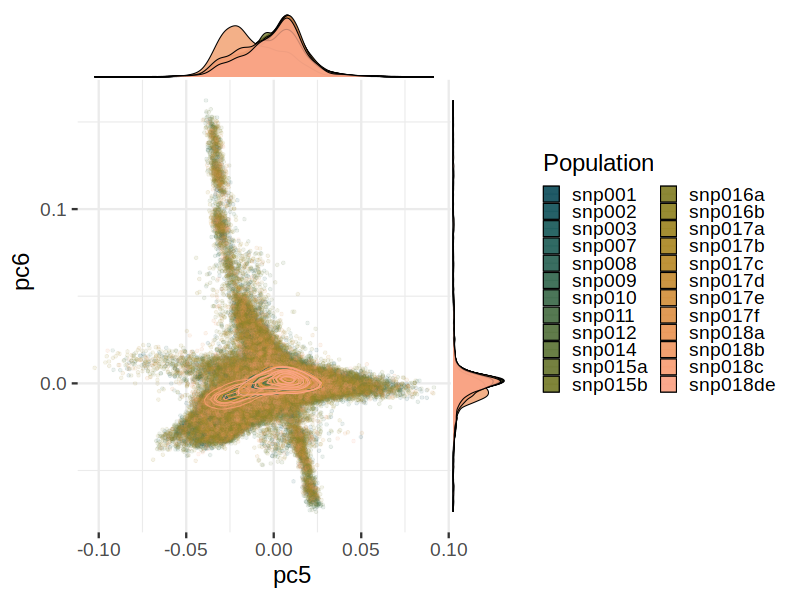 0.1
0.0
pc6
-0.10
-0.05
0.00
0.05
0.10
pc5
Population
snp001
snp002
snp003
snp007
snp008
snp009
snp010
snp011
snp012
snp014
snp015a
snp015b
snp016a
snp016b
snp017a
snp017b
snp017c
snp017d
snp017e
snp017f
snp018a
snp018b
snp018c
snp018de